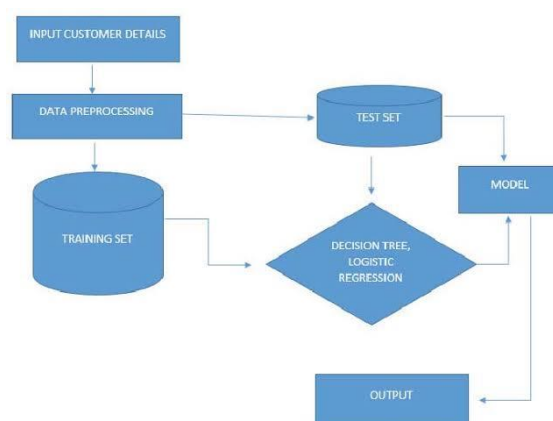 INPUT CUSTOMER DETAILS
DATA PREPROCESSING
TEST SET
MODEL
TRAINING SET
DECISION TREE,
LOGISTIC
REGRESSION
OUTPUT